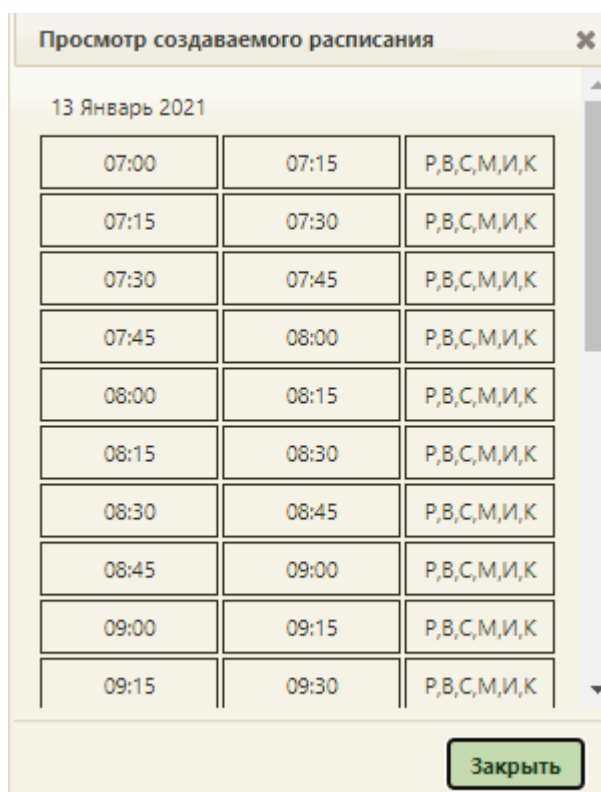 Просмотр создаваемого расписания
13 Январь 2021
07:00 07:15 Р,В,С,М,И,К
07:15 07:30 Р,В,С,М,И,К
07:30 07:45 Р,В,С,М,И,К
07:45 08:00 Р,В,С,М,И,К
08:00 08:15 Р,В,С,М,И,К
08:15 08:30 Р,В,С,М,И,К
08:30 08:45 Р,В,С,М,И,К
08:45 09:00 Р,В,С,М,И,К
09:00 09:15 Р,В,С,М,И,К
09:15 09:30 Р,В,С,М,И,К
Закрыть